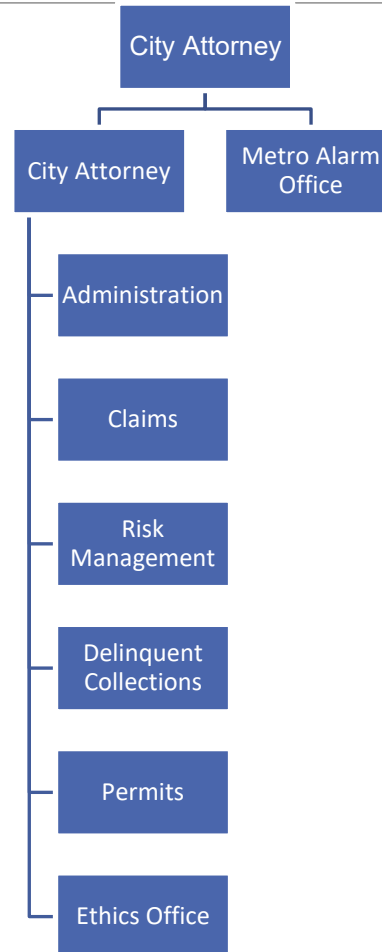 City Attorney
City Attorney
Metro Alarm
Office
Administration
Claims
Risk
Management
Delinquent
Collections
Permits
Ethics Office